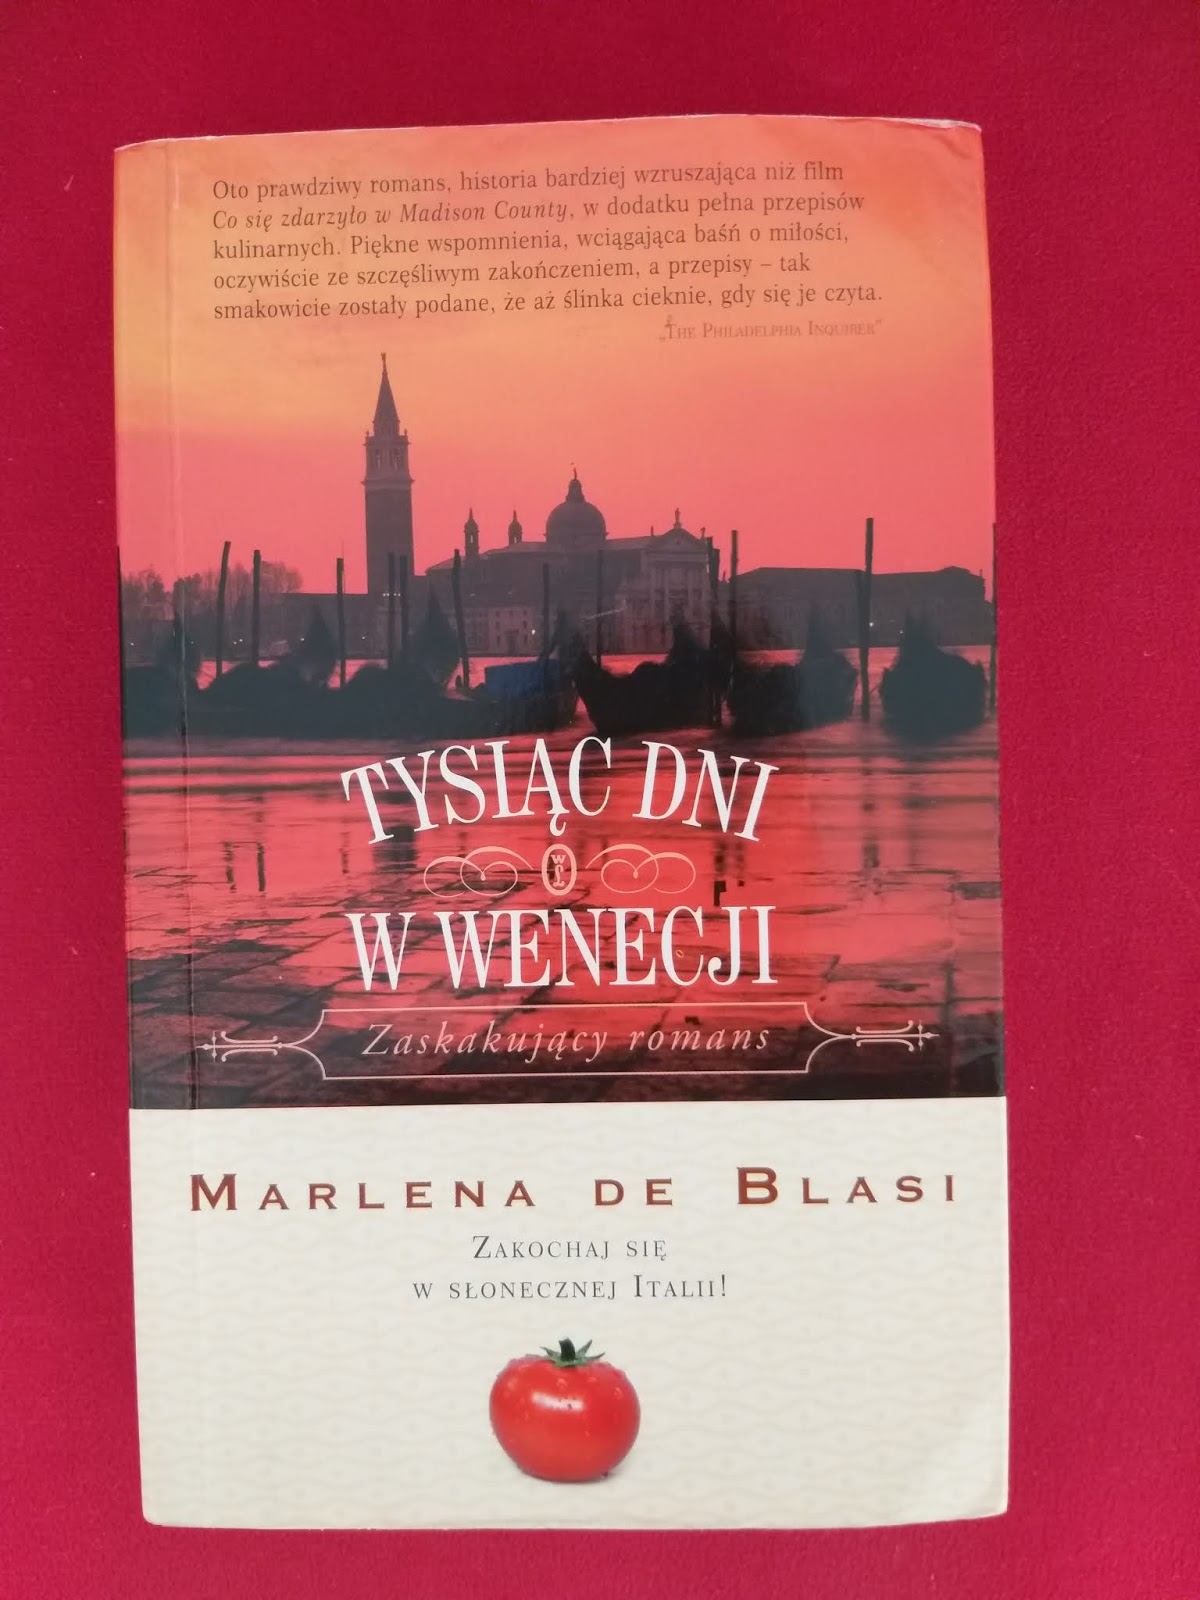 Oto prawdziwy romans, historia bardziej wzruszająca niż film
Co się zdarzyło w Madison County, w dodatku pełna przepisów
kulinarnych. Piękne wspomnienia, wciągająca baśń o miłości,
oczywiście ze szczęśliwym zakończeniem, a przepisy – tak
smakowicie zostały podane, że aż ślinka cieknie, gdy się je czyta.
„The Philadelphia Inquirer”
TYSIĄC DNI
WL
W WENECJI
Zaskakujący romans
MARLENA DE BLASI
ZAKOCHAJ SIĘ
W SŁONECZNEJ ITALII!